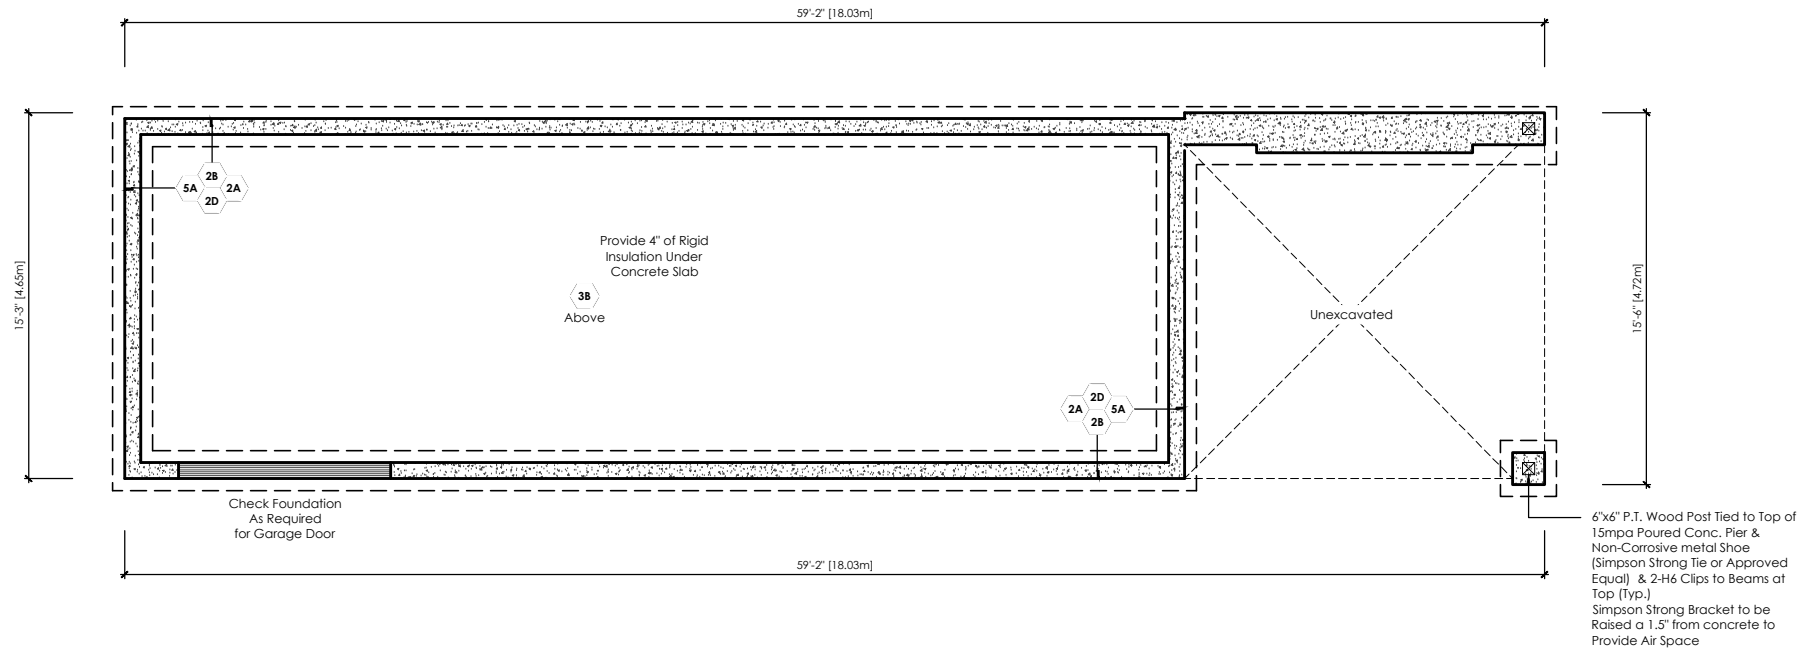 59'-2" [18.03m]
2B
5A
2A
2D
Provide 4" of Rigid
Insulation Under
Concrete Slab
3B
Above
15'-3" [4.65m]
15'-6" [4.72m]
Unexcavated
2D
2A
5A
2B
Check Foundation
As Required
for Garage Door
59'-2" [18.03m]
6"x6" P.T. Wood Post Tied to Top of
15mpa Poured Conc. Pier &
Non-Corrosive metal Shoe
(Simpson Strong Tie or Approved
Equal) & 2-H6 Clips to Beams at
Top (Typ.)
Simpson Strong Bracket to be
Raised a 1.5" from concrete to
Provide Air Space